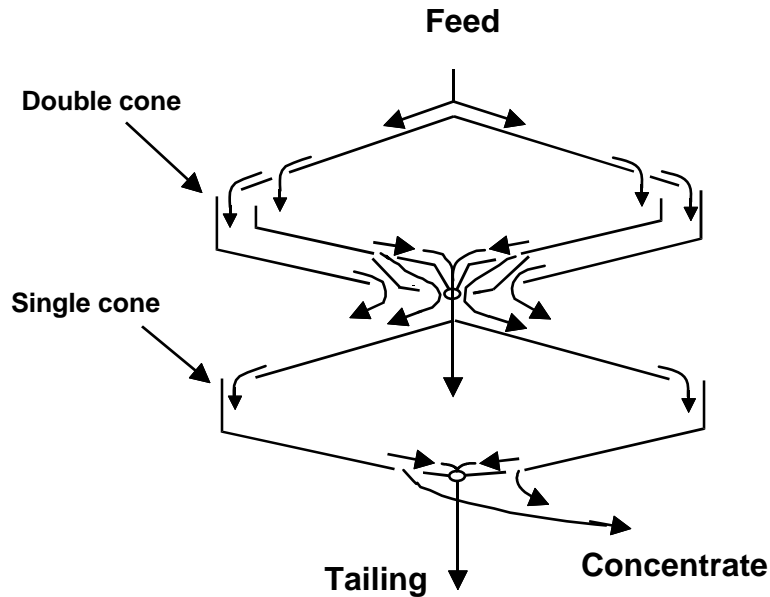 Feed
Double cone
Single cone
Concentrate
Tailing